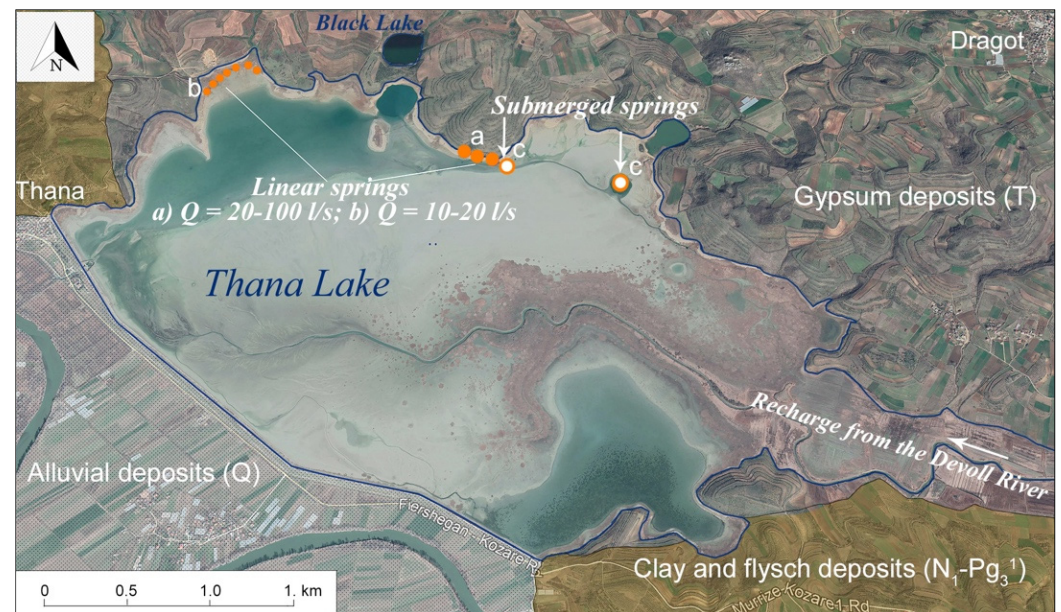 Black Lake
Dragot
N
b
Submerged springs
a
c
c
Linear springs
a) Q = 20-100 l/s; b) Q = 10-20 l/s
Thana
Gypsum deposits (T)
Thana Lake
Recharge from the Devoll River
Alluvial deposits (Q)
Fiershegan - Kozare
Clay and flysch deposits (N₁-Pg₃¹)
0 0.5 1.0 1. km
Murrize-Kozare1 Rd